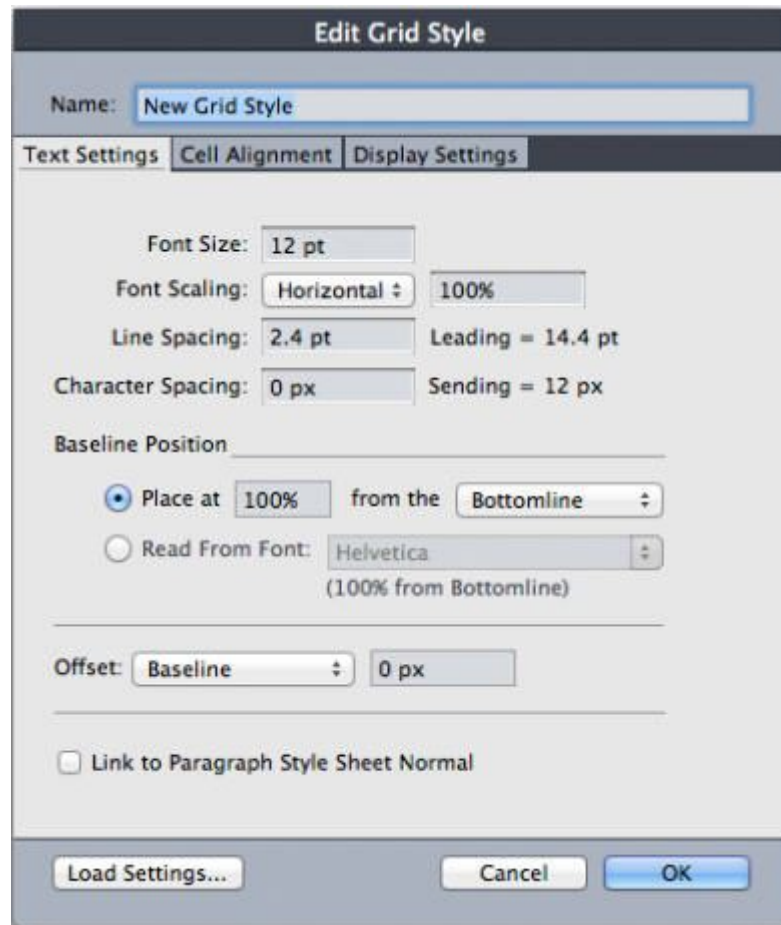 Edit Grid Style
Name: New Grid Style
Text Settings Cell Alignment Display Settings
Font Size: 12 pt
Font Scaling: Horizontal 100%
Line Spacing: 2.4 pt Leading = 14.4 pt
Character Spacing: 0 px Sending = 12 px
Baseline Position
Place at 100% from the Bottomline
Read From Font: Helvetica
(100% from Bottomline)
Offset: Baseline 0 px
Link to Paragraph Style Sheet Normal
Load Settings... Cancel OK